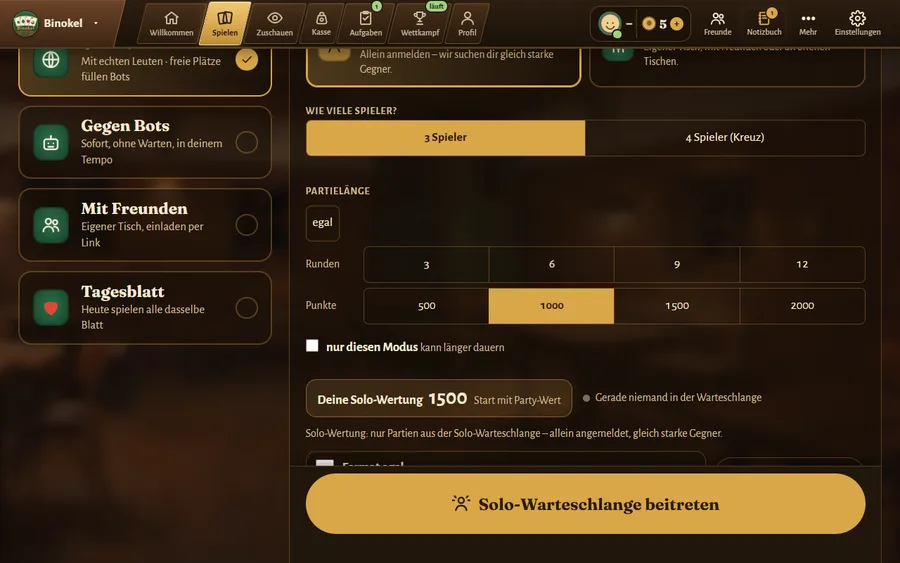 Binokel
Willkommen
Spielen
Zuschauen
Kasse
1
Aufgaben
läuft
Wettkampf
Profil
–
5
+
Freunde
1
Notizbuch
Mehr
Einstellungen
Mit echten Leuten · freie Plätze
füllen Bots
Gegen Bots
Sofort, ohne Warten, in deinem
Tempo
Mit Freunden
Eigener Tisch, einladen per
Link
Tagesblatt
Heute spielen alle dasselbe
Blatt
Allein anmelden – wir suchen dir gleich starke
Gegner.
Tischen.
WIE VIELE SPIELER?
3 Spieler
4 Spieler (Kreuz)
PARTIELÄNGE
egal
Runden
3
6
9
12
Punkte
500
1000
1500
2000
nur diesen Modus kann länger dauern
Deine Solo-Wertung 1500 Start mit Party-Wert
Gerade niemand in der Warteschlange
Solo-Wertung: nur Partien aus der Solo-Warteschlange – allein angemeldet, gleich starke Gegner.
Solo-Warteschlange beitreten